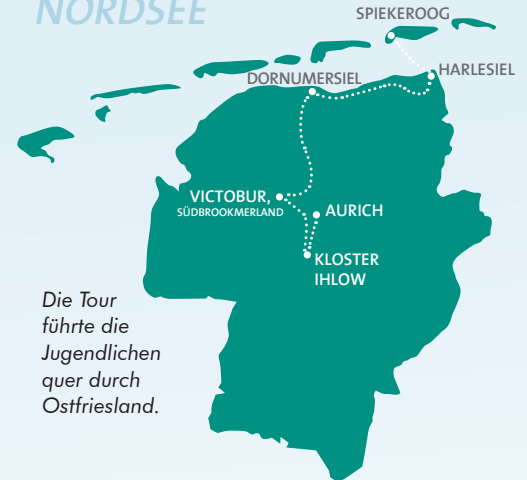 NORDSEE
SPIEKEROOG
HARLESIEL
DORNUMERSIEL
VICTOBUR,
SÜDBROOKMERLAND
AURICH
KLOSTER
IHLOW
Die Tour
führte die
Jugendlichen
quer durch
Ostfriesland.